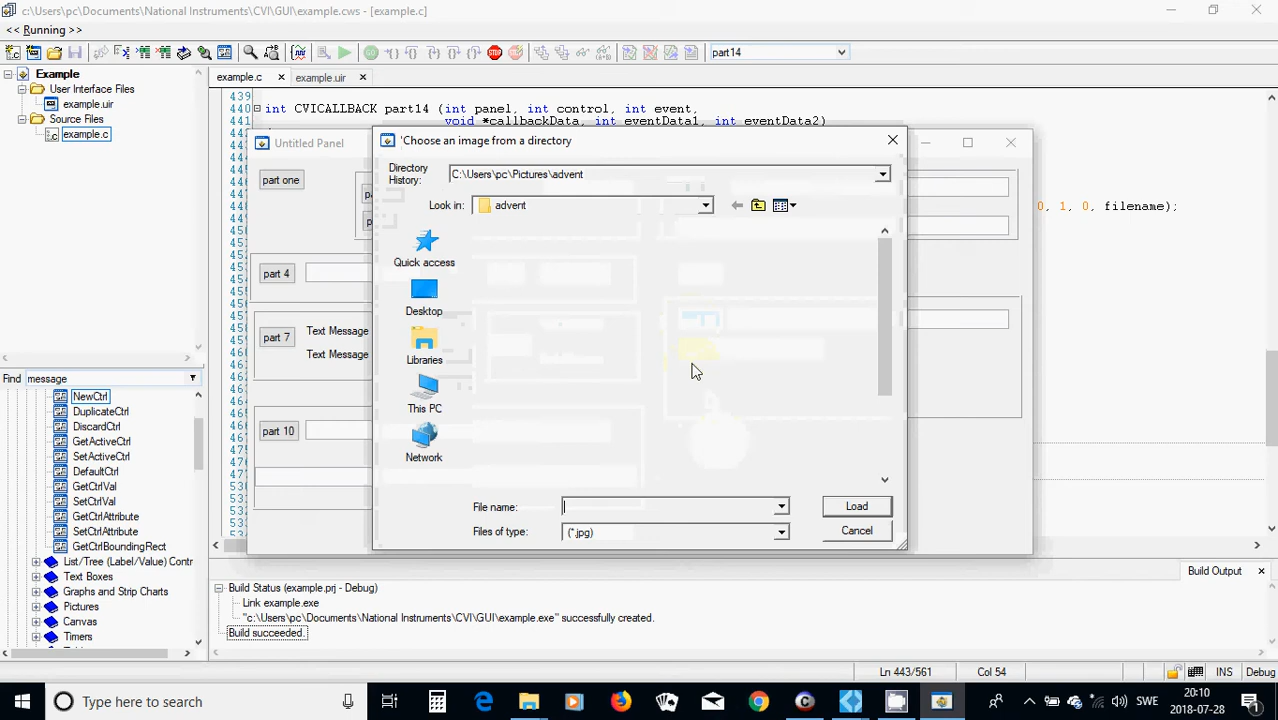 c:\Users\pc\Documents\National Instruments\CVI\GUI\example.cws - [example.c]
<< Running >>
part14
Example
User Interface Files
example.uir
Source Files
example.c
example.c
example.uir
439
440 int CVICALLBACK part14 (int panel, int control, int event,
void *callbackData, int eventData1, int eventData2)
0, 1, 0, filename);
Untitled Panel
part one
part 4
part 7
Text Message
Text Message
part 10
'Choose an image from a directory
Directory History:
C:\Users\pc\Pictures\advent
Look in:
advent
Quick access
Desktop
Libraries
This PC
Network
File name:
Load
Files of type:
(*.jpg)
Cancel
Find
message
NewCtrl
DuplicateCtrl
DiscardCtrl
GetActiveCtrl
SetActiveCtrl
DefaultCtrl
GetCtrlVal
SetCtrlVal
GetCtrlAttribute
SetCtrlAttribute
GetCtrlBoundingRect
List/Tree (Label/Value) Contr
Text Boxes
Graphs and Strip Charts
Pictures
Canvas
Timers
Build Output
Build Status (example.prj - Debug)
Link example.exe
"c:\Users\pc\Documents\National Instruments\CVI\GUI\example.exe" successfully created.
Build succeeded.
Ln 443/561
Col 54
INS
Debug
Type here to search
SWE
20:10
2018-07-28